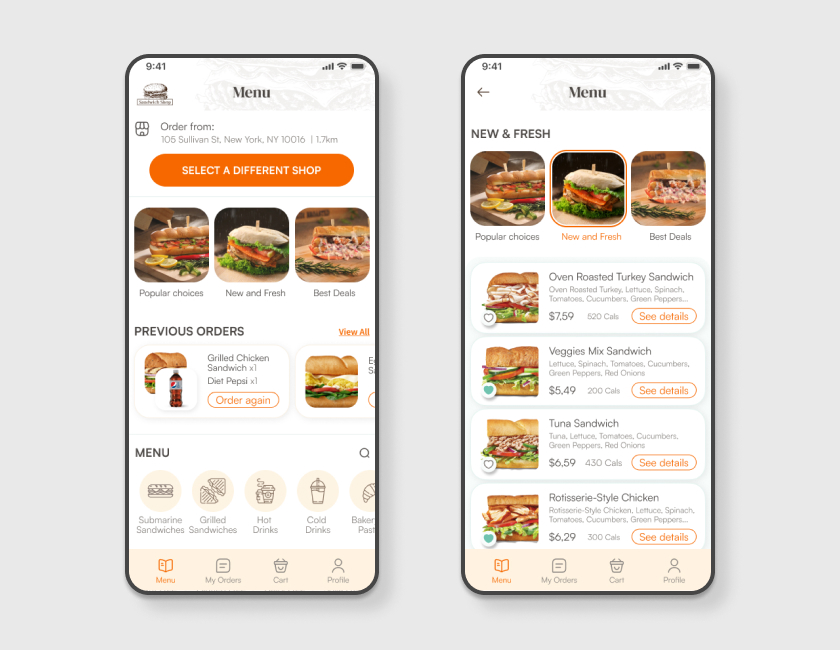 9:41
Sandwich Shop
Menu
Order from:
105 Sullivan St, New York, NY 10016 | 1.7km
SELECT A DIFFERENT SHOP
Popular choices
New and Fresh
Best Deals
PREVIOUS ORDERS
View All
Grilled Chicken
Sandwich x1
Diet Pepsi x1
Order again
MENU
Submarine
Sandwiches
Grilled
Sandwiches
Hot
Drinks
Cold
Drinks
Menu
My Orders
Cart
Profile
9:41
Menu
NEW & FRESH
Popular choices
New and Fresh
Best Deals
Oven Roasted Turkey Sandwich
Oven Roasted Turkey, Lettuce, Spinach,
Tomatoes, Cucumbers, Green Peppers...
$7,59 520 Cals See details
Veggies Mix Sandwich
Lettuce, Spinach, Tomatoes, Cucumbers,
Green Peppers, Red Onions
$5,49 200 Cals See details
Tuna Sandwich
Tuna, Lettuce, Tomatoes, Cucumbers,
Green Peppers, Red Onions
$6,59 430 Cals See details
Rotisserie-Style Chicken
Rotisserie-Style Chicken, Lettuce, Spinach,
Tomatoes, Cucumbers, Green Peppers...
$6,29 300 Cals See details
Menu
My Orders
Cart
Profile